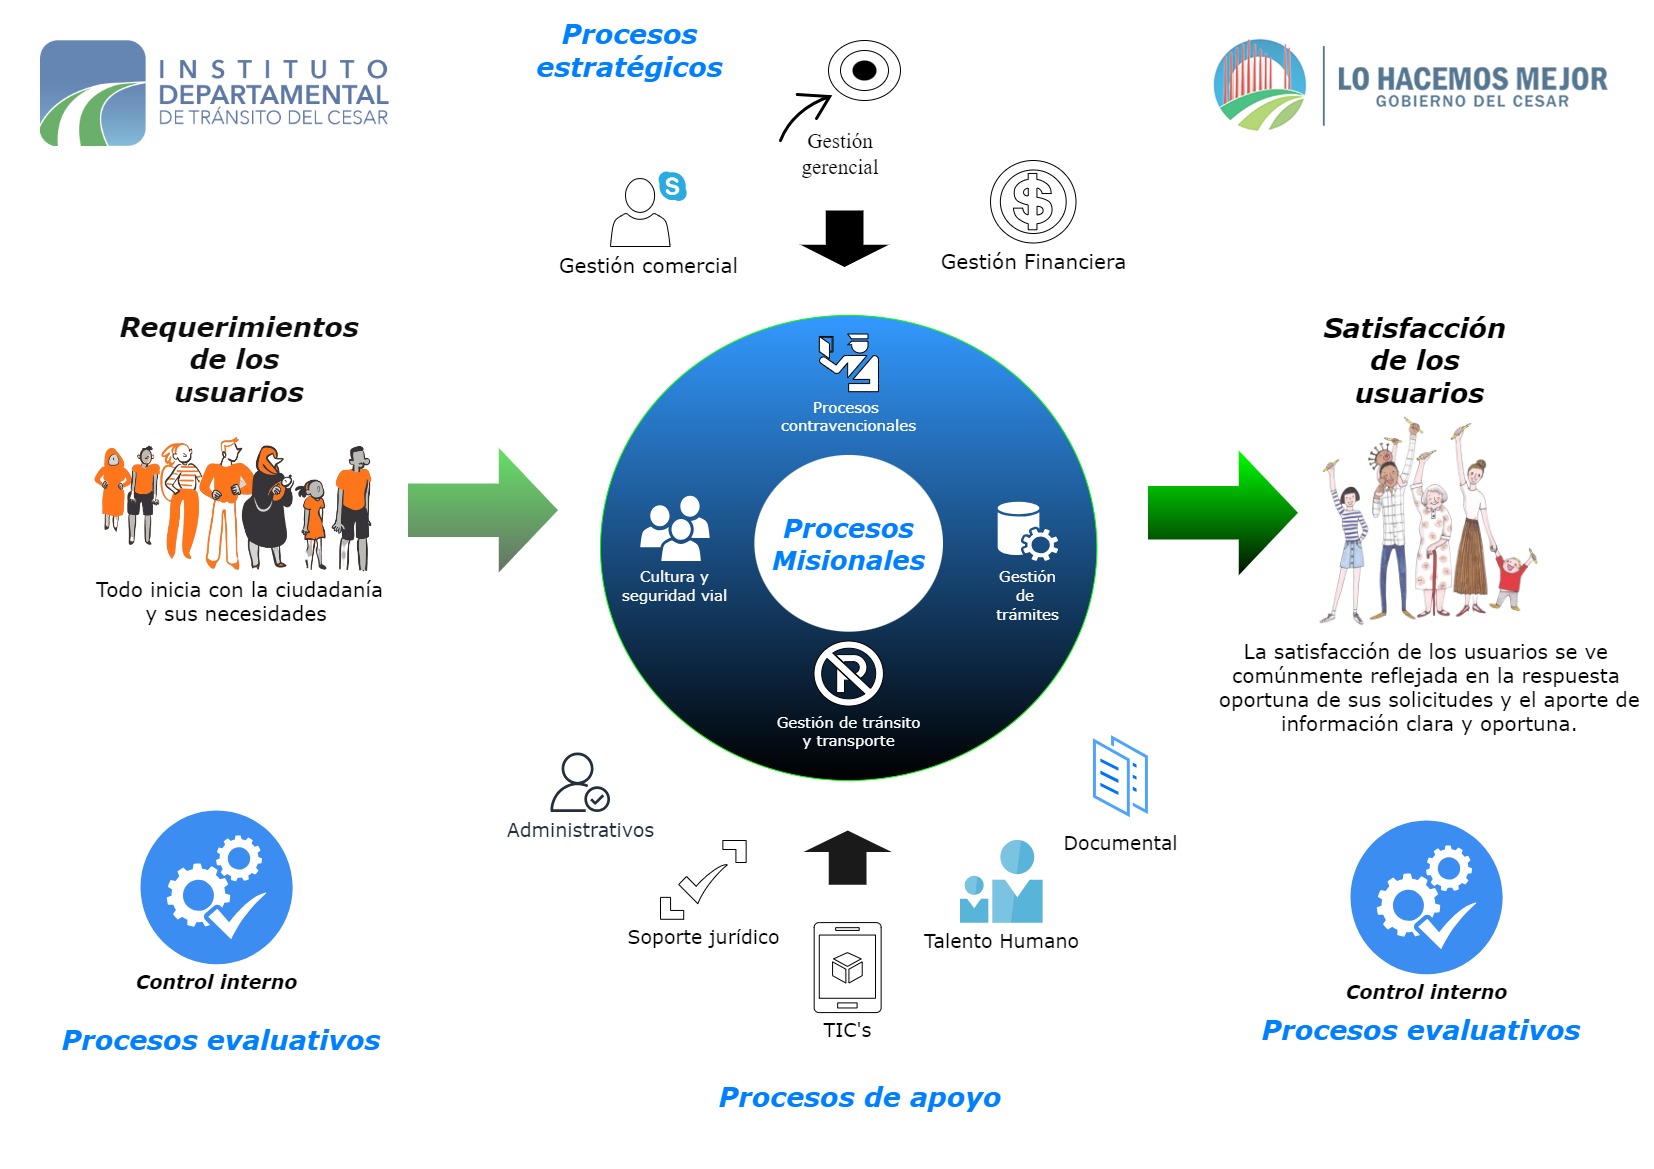 INSTITUTO
DEPARTAMENTAL
DE TRÁNSITO DEL CESAR
Procesos
estratégicos
LO HACEMOS MEJOR
GOBIERNO DEL CESAR
Gestión
gerencial
S
Gestión comercial
$
Gestión Financiera
Requerimientos
de los
usuarios
Todo inicia con la ciudadanía
y sus necesidades
Procesos
contravencionales
Cultura y
seguridad vial
Procesos
Misionales
Gestión
de
trámites
P
Gestión de tránsito
y transporte
Satisfacción
de los
usuarios
La satisfacción de los usuarios se ve
comúnmente reflejada en la respuesta
oportuna de sus solicitudes y el aporte de
información clara y oportuna.
Administrativos
Soporte jurídico
TIC's
Talento Humano
Documental
Control interno
Procesos evaluativos
Control interno
Procesos evaluativos
Procesos de apoyo